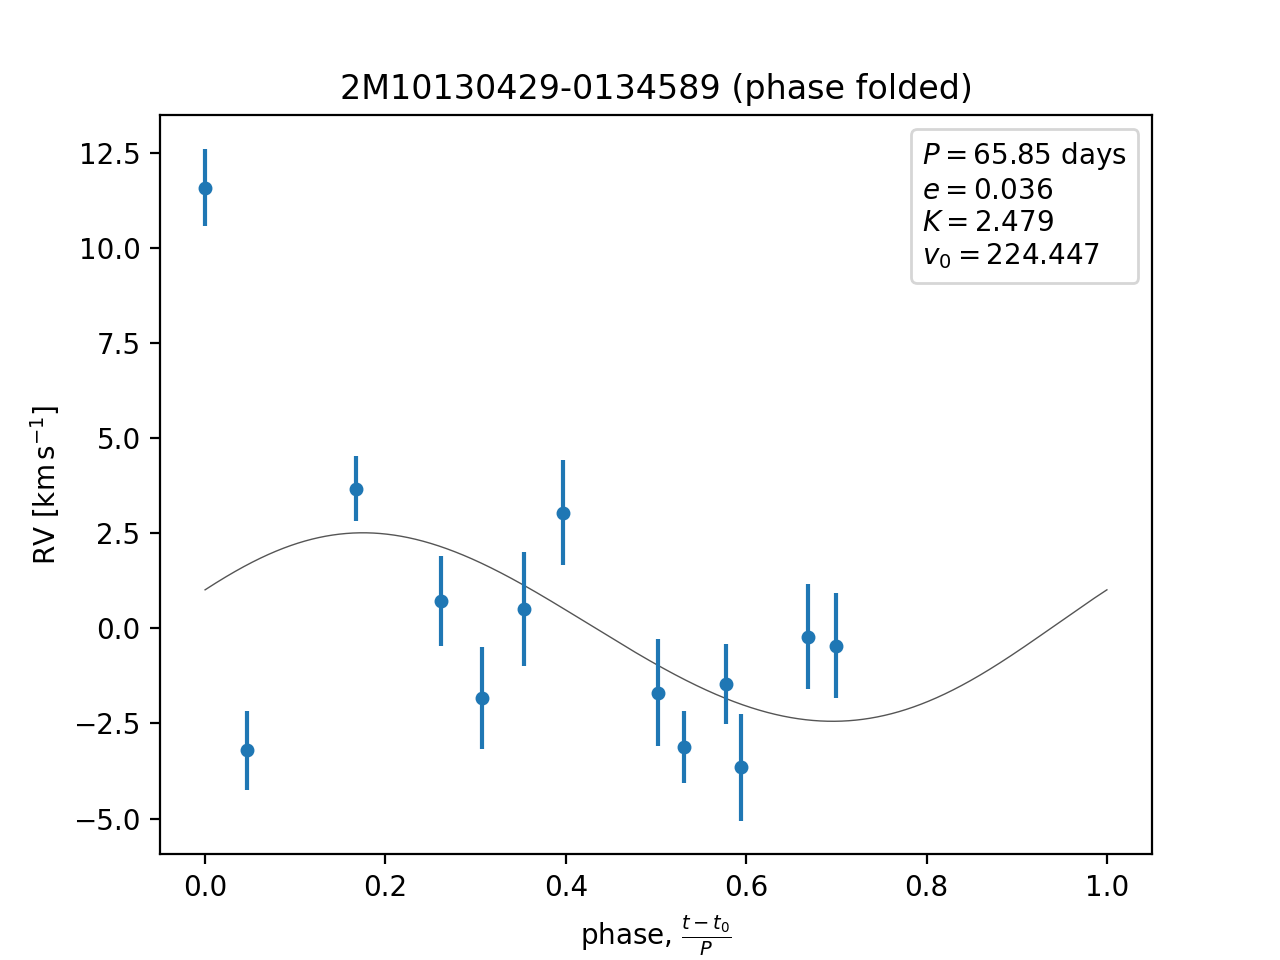 2M10130429-0134589 (phase folded)
P = 65.85 days
e = 0.036
K = 2.479
v₀ = 224.447
RV [km s⁻¹]
12.5
10.0
7.5
5.0
2.5
0.0
−2.5
−5.0
0.0 0.2 0.4 0.6 0.8 1.0
phase, (t − t₀)/P